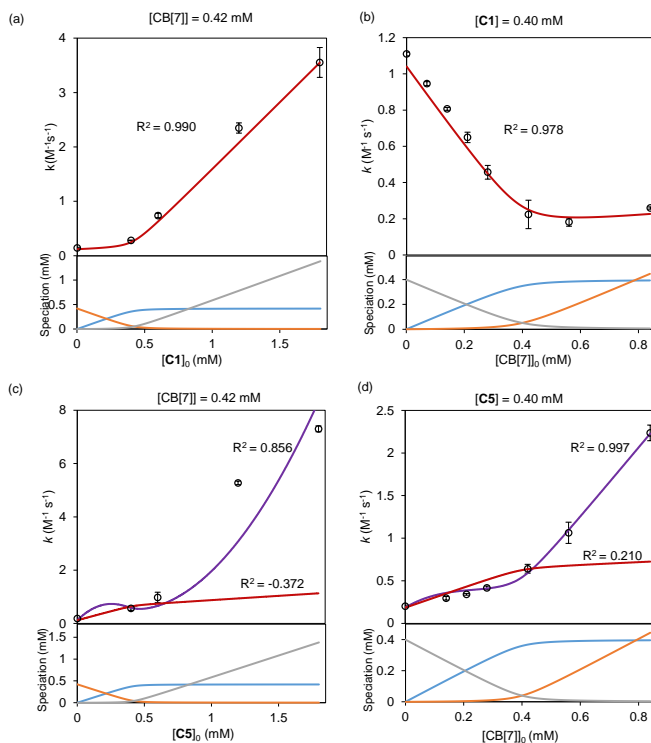 (a)
[CB[7]] = 0.42 mM
4
3
2
1
0
k(M⁻¹s⁻¹)
R² = 0.990
1
0.5
0
Speciation (mM)
0 0.5 1 1.5
[C1]₀ (mM)
(b)
[C1] = 0.40 mM
1.2
1
0.8
0.6
0.4
0.2
0
k (M⁻¹s⁻¹)
R² = 0.978
0.4
0.2
0
Speciation (mM)
0 0.2 0.4 0.6 0.8
[CB[7]]₀ (mM)
(c)
[CB[7]] = 0.42 mM
8
6
4
2
0
k (M⁻¹ s⁻¹)
R² = 0.856
R² = -0.372
1.5
1
0.5
0
Speciation (mM)
0 0.5 1 1.5
[C5]₀ (mM)
(d)
[C5] = 0.40 mM
2.5
2
1.5
1
0.5
0
k (M⁻¹ s⁻¹)
R² = 0.997
R² = 0.210
0.4
0.2
0
Speciation (mM)
0 0.2 0.4 0.6 0.8
[CB[7]]₀ (mM)